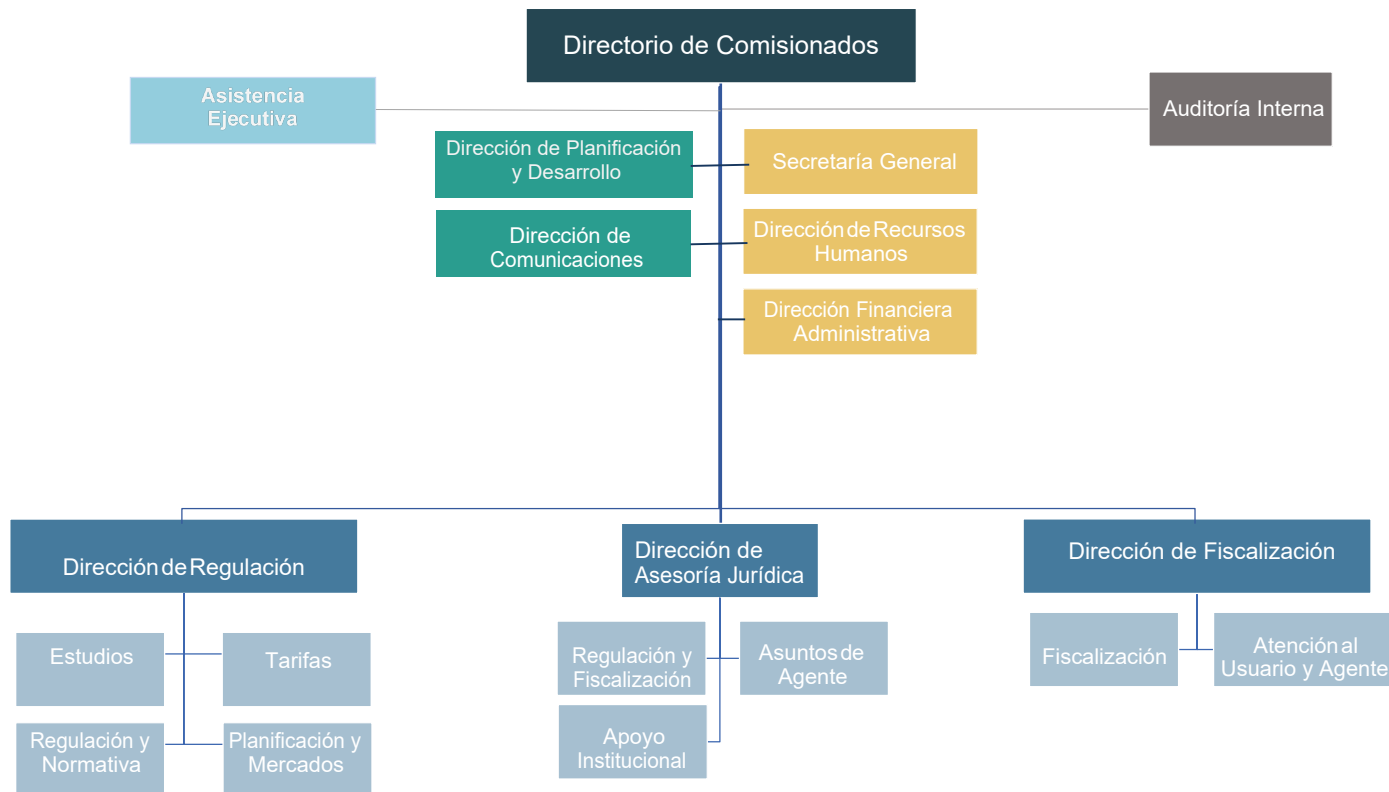 Directorio de Comisionados
Asistencia
Ejecutiva
Auditoría Interna
Dirección de Planificación
y Desarrollo
Secretaría General
Dirección de
Comunicaciones
Dirección de Recursos
Humanos
Dirección Financiera
Administrativa
Dirección de Regulación
Dirección de
Asesoría Jurídica
Dirección de Fiscalización
Estudios
Tarifas
Regulación y
Normativa
Planificación y
Mercados
Regulación y
Fiscalización
Asuntos de
Agente
Apoyo
Institucional
Fiscalización
Atención al
Usuario y Agente